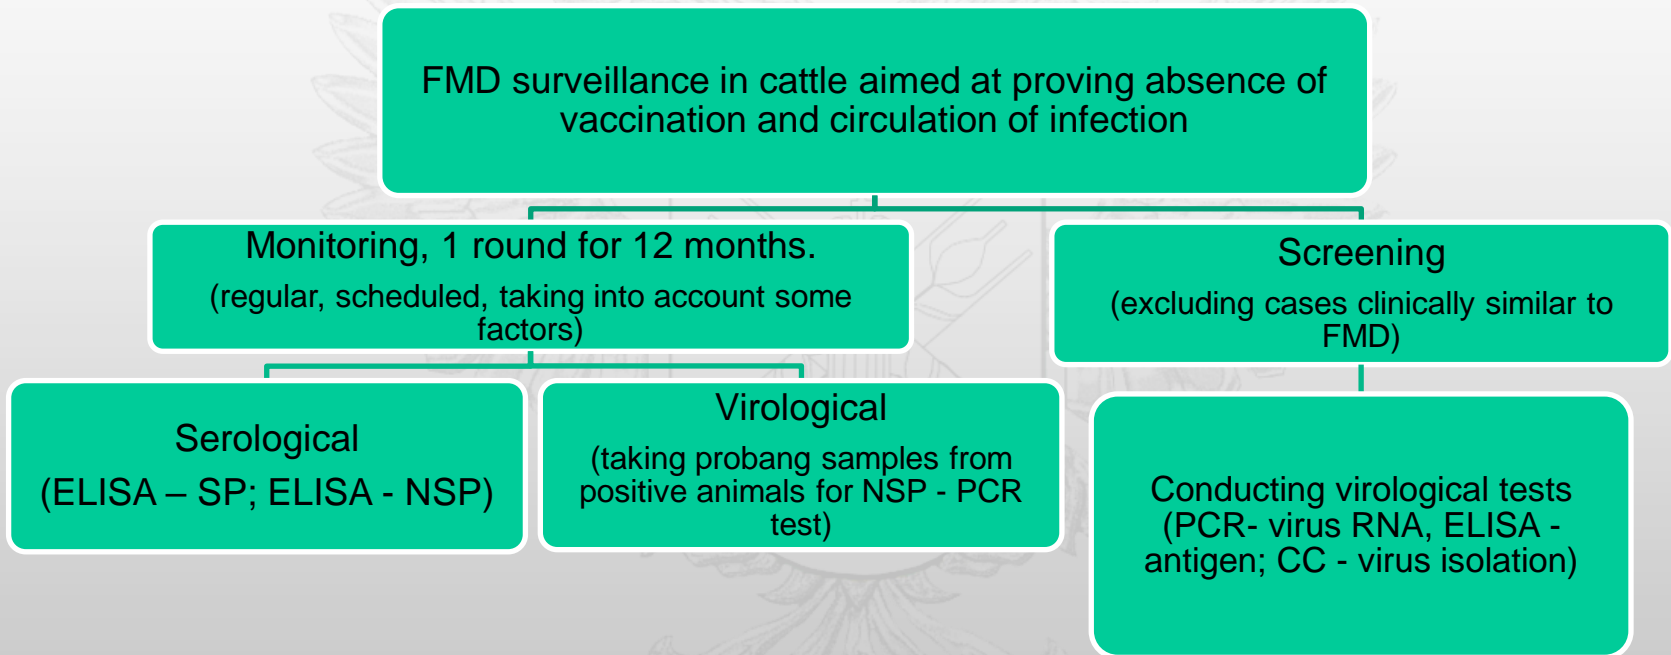 FMD surveillance in cattle aimed at proving absence of
vaccination and circulation of infection
Monitoring, 1 round for 12 months.
(regular, scheduled, taking into account some
factors)
Screening
(excluding cases clinically similar to
FMD)
Serological
(ELISA – SP; ELISA - NSP)
Virological
(taking probang samples from
positive animals for NSP - PCR
test)
Conducting virological tests
(PCR- virus RNA, ELISA -
antigen; CC - virus isolation)